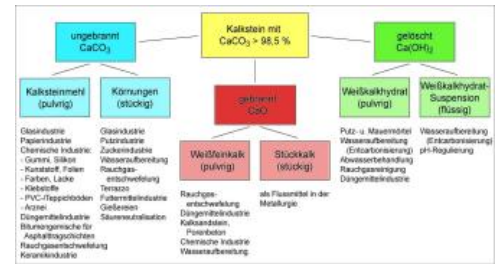 Kalkstein mit
CaCO₃ > 98,5 %
ungebrannt
CaCO₃
gelöscht
Ca(OH)₂
gebrannt
CaO
Kalksteinmehl
(pulvrig)
Körnungen
(stückig)
Weißkalkhydrat
(pulvrig)
Weißkalkhydrat-
Suspension
(flüssig)
Weißfeinkalk
(pulvrig)
Stückkalk
(stückig)
Glasindustrie
Papierindustrie
Chemische Industrie:
- Gummi, Silikon
- Kunststoff, Folien
- Farben, Lacke
- Klebstoffe
- PVC-/Teppichböden
- Arznei
Düngemittelindustrie
Bitumengemische für
Asphalttragschichten
Rauchgasentschwefelung
Keramikindustrie
Glasindustrie
Putzindustrie
Zuckerindustrie
Wasseraufbereitung
Rauchgas-
entschwefelung
Terrazzo
Futtermittelindustrie
Gießereien
Säureneutralisation
Rauchgas-
entschwefelung
Düngemittelindustrie
Kalksandstein,
Porenbeton
Chemische Industrie
Wasseraufbereitung
als Flussmittel in der
Metallurgie
Putz- u. Mauermörtel
Wasseraufbereitung
(Entcarbonisierung)
Abwasserbehandlung
Rauchgasreinigung
Düngemittelindustrie
Wasseraufbereitung
(Entcarbonisierung)
pH-Regulierung